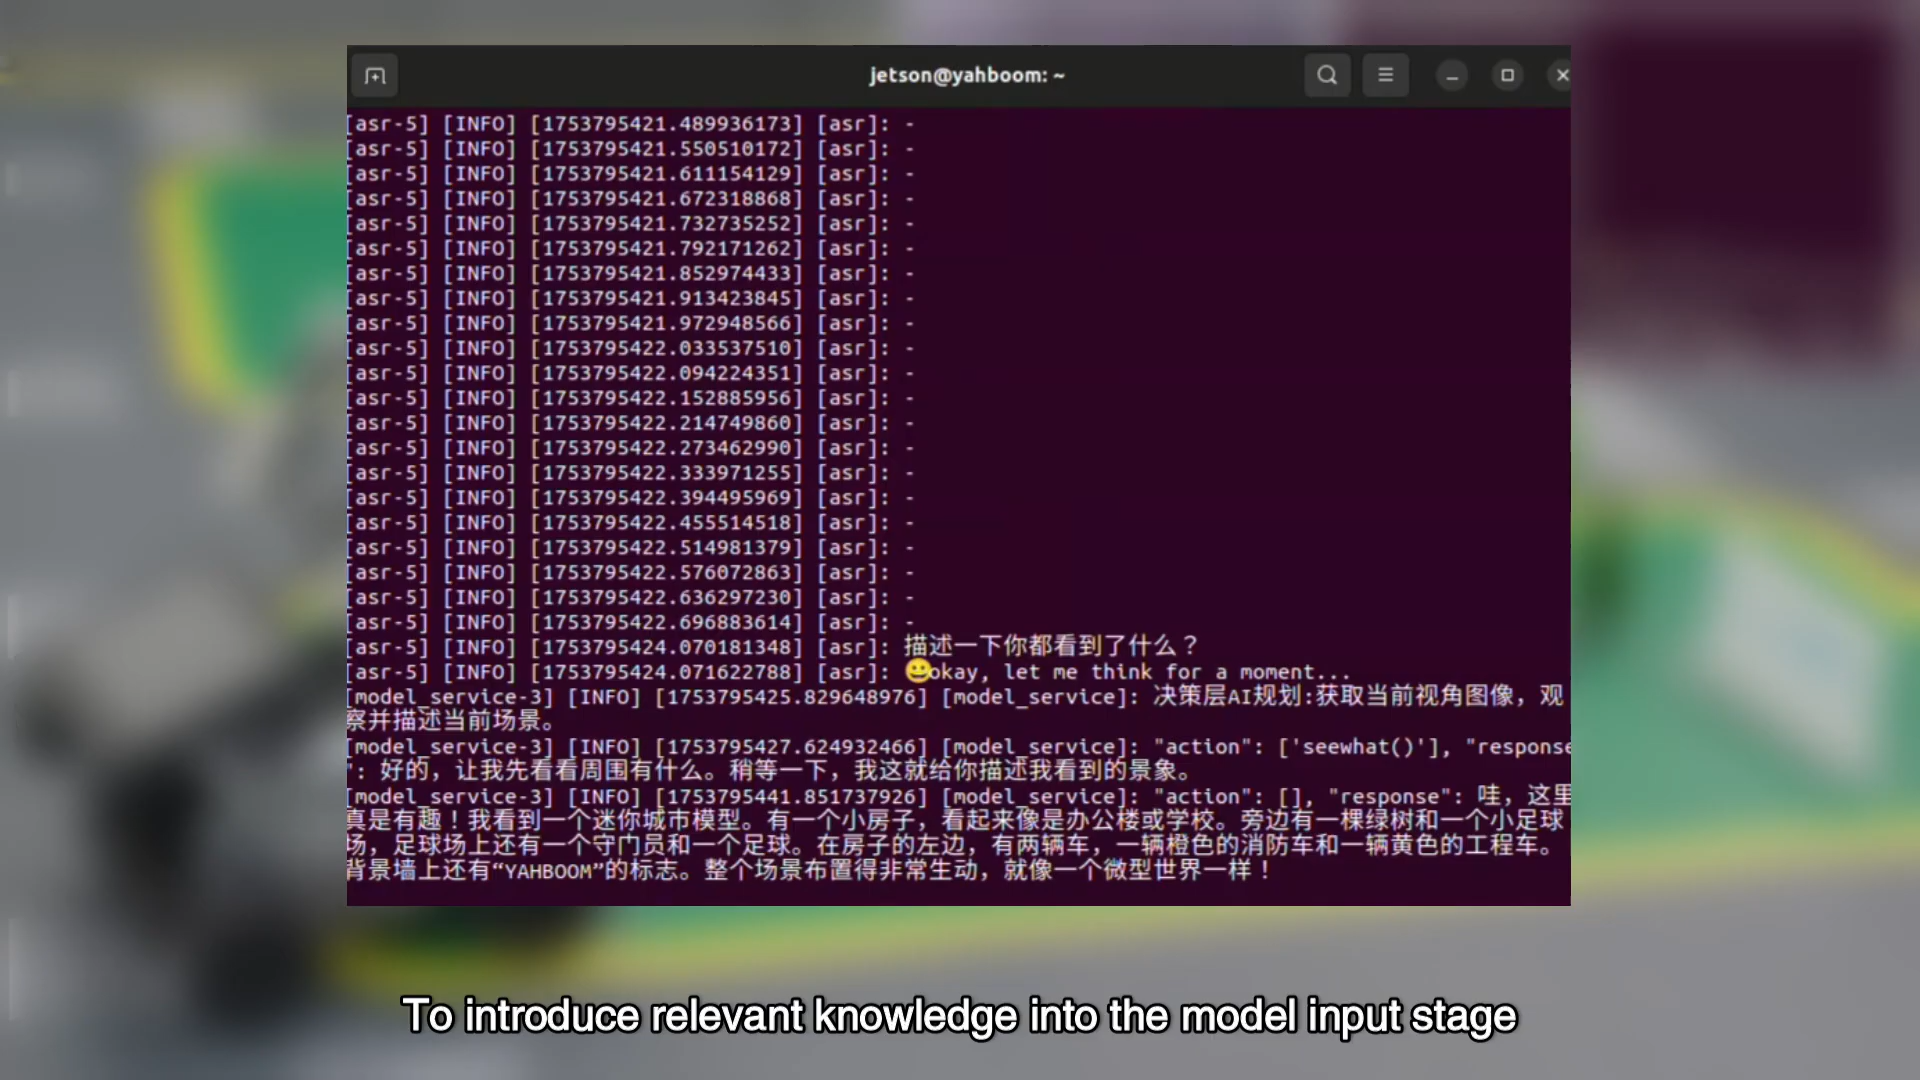 jetson@yahboom: ~
[asr-5] [INFO] [1753795421.489936173] [asr]: -
[asr-5] [INFO] [1753795421.550510172] [asr]: -
[asr-5] [INFO] [1753795421.611154129] [asr]: -
[asr-5] [INFO] [1753795421.672318868] [asr]: -
[asr-5] [INFO] [1753795421.732735252] [asr]: -
[asr-5] [INFO] [1753795421.792171262] [asr]: -
[asr-5] [INFO] [1753795421.852974433] [asr]: -
[asr-5] [INFO] [1753795421.913423845] [asr]: -
[asr-5] [INFO] [1753795421.972948566] [asr]: -
[asr-5] [INFO] [1753795422.033537510] [asr]: -
[asr-5] [INFO] [1753795422.094224351] [asr]: -
[asr-5] [INFO] [1753795422.152885956] [asr]: -
[asr-5] [INFO] [1753795422.214749860] [asr]: -
[asr-5] [INFO] [1753795422.273462990] [asr]: -
[asr-5] [INFO] [1753795422.333971255] [asr]: -
[asr-5] [INFO] [1753795422.394495969] [asr]: -
[asr-5] [INFO] [1753795422.455514518] [asr]: -
[asr-5] [INFO] [1753795422.514981379] [asr]: -
[asr-5] [INFO] [1753795422.576072863] [asr]: -
[asr-5] [INFO] [1753795422.636297230] [asr]: -
[asr-5] [INFO] [1753795422.696883614] [asr]: -
[asr-5] [INFO] [1753795424.070181348] [asr]: 描述一下你都看到了什么？
[asr-5] [INFO] [1753795424.071622788] [asr]: 😀okay, let me think for a moment...
[model_service-3] [INFO] [1753795425.829648976] [model_service]: 决策层AI规划:获取当前视角图像，观
察并描述当前场景。
[model_service-3] [INFO] [1753795427.624932466] [model_service]: "action": ['seewhat()'], "response
": 好的，让我先看看周围有什么。稍等一下，我这就给你描述我看到的景象。
[model_service-3] [INFO] [1753795441.851737926] [model_service]: "action": [], "response": 哇，这里
真是有趣！我看到一个迷你城市模型。有一个小房子，看起来像是办公楼或学校。旁边有一棵绿树和一个小足球
场，足球场上还有一个守门员和一个足球。在房子的左边，有两辆车，一辆橙色的消防车和一辆黄色的工程车。
背景墙上还有“YAHBOOM”的标志。整个场景布置得非常生动，就像一个微型世界一样！
To introduce relevant knowledge into the model input stage